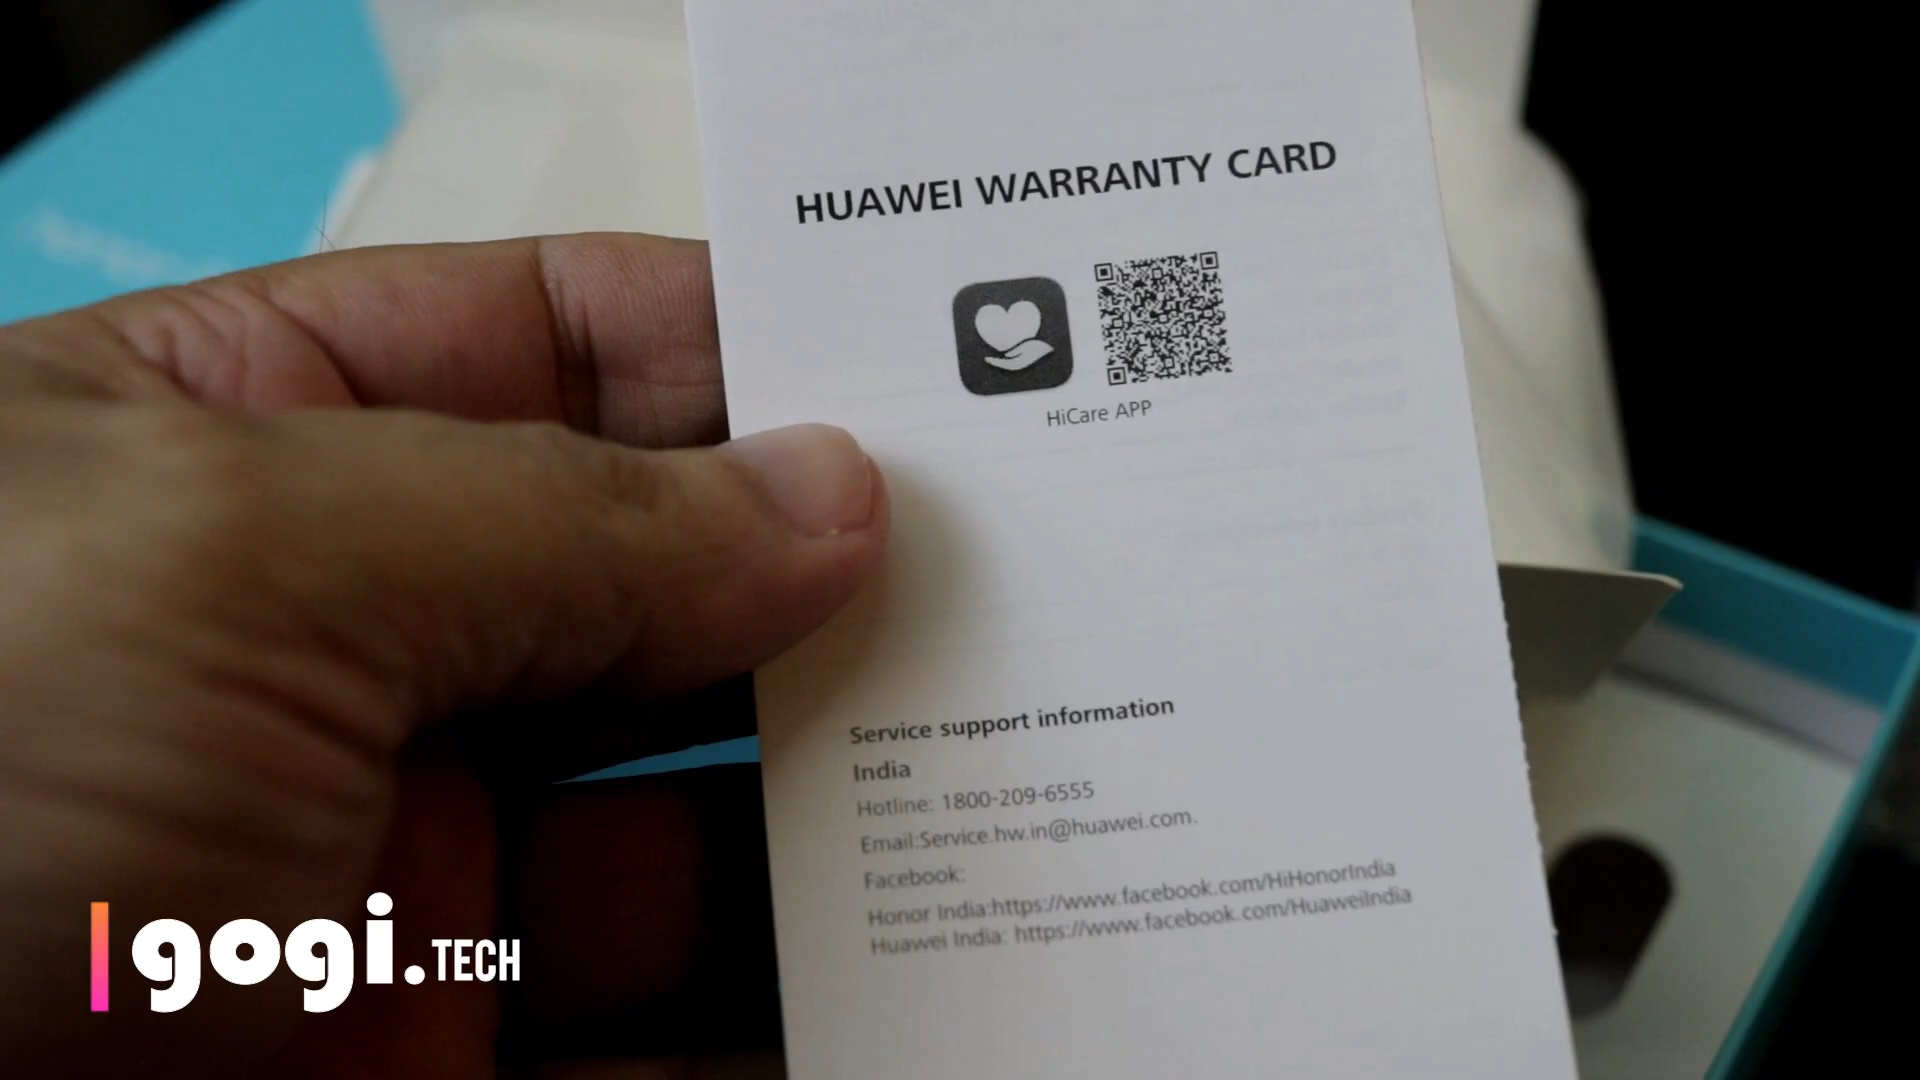 HUAWEI WARRANTY CARD
HiCare APP
Service support information
India
Hotline: 1800-209-6555
Email:Service.hw.in@huawei.com.
Facebook:
Honor India:https://www.facebook.com/HiHonorIndia
Huawei India: https://www.facebook.com/HuaweiIndia
gogi.TECH